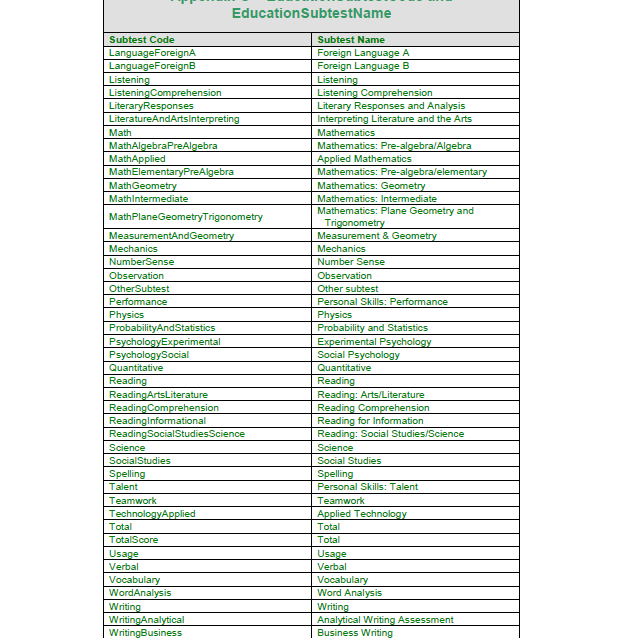 EducationSubtestName
Subtest Code Subtest Name
LanguageForeignA Foreign Language A
LanguageForeignB Foreign Language B
Listening Listening
ListeningComprehension Listening Comprehension
LiteraryResponses Literary Responses and Analysis
LiteratureAndArtsInterpreting Interpreting Literature and the Arts
Math Mathematics
MathAlgebraPreAlgebra Mathematics: Pre-algebra/Algebra
MathApplied Applied Mathematics
MathElementaryPreAlgebra Mathematics: Pre-algebra/elementary
MathGeometry Mathematics: Geometry
MathIntermediate Mathematics: Intermediate
MathPlaneGeometryTrigonometry Mathematics: Plane Geometry and
Trigonometry
MeasurementAndGeometry Measurement & Geometry
Mechanics Mechanics
NumberSense Number Sense
Observation Observation
OtherSubtest Other subtest
Performance Personal Skills: Performance
Physics Physics
ProbabilityAndStatistics Probability and Statistics
PsychologyExperimental Experimental Psychology
PsychologySocial Social Psychology
Quantitative Quantitative
Reading Reading
ReadingArtsLiterature Reading: Arts/Literature
ReadingComprehension Reading Comprehension
ReadingInformational Reading for Information
ReadingSocialStudiesScience Reading: Social Studies/Science
Science Science
SocialStudies Social Studies
Spelling Spelling
Talent Personal Skills: Talent
Teamwork Teamwork
TechnologyApplied Applied Technology
Total Total
TotalScore Total
Usage Usage
Verbal Verbal
Vocabulary Vocabulary
WordAnalysis Word Analysis
Writing Writing
WritingAnalytical Analytical Writing Assessment
WritingBusiness Business Writing